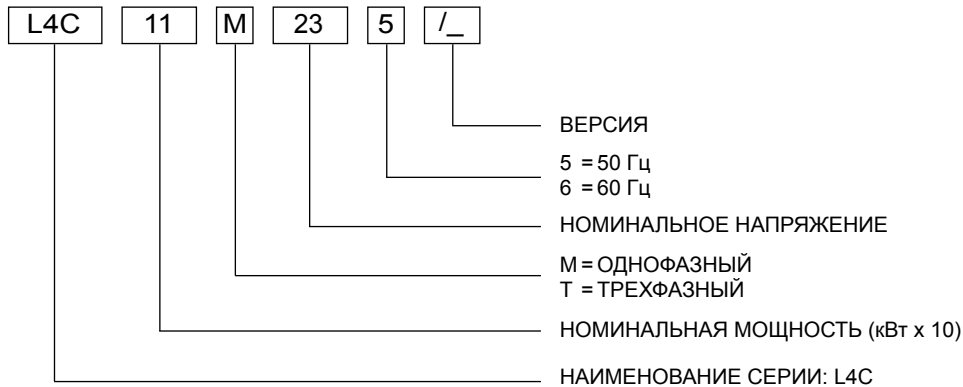 L4C 11 M 23 5 /_
ВЕРСИЯ
5 = 50 Гц
6 = 60 Гц
НОМИНАЛЬНОЕ НАПРЯЖЕНИЕ
М = ОДНОФАЗНЫЙ
Т = ТРЕХФАЗНЫЙ
НОМИНАЛЬНАЯ МОЩНОСТЬ (кВт x 10)
НАИМЕНОВАНИЕ СЕРИИ: L4C